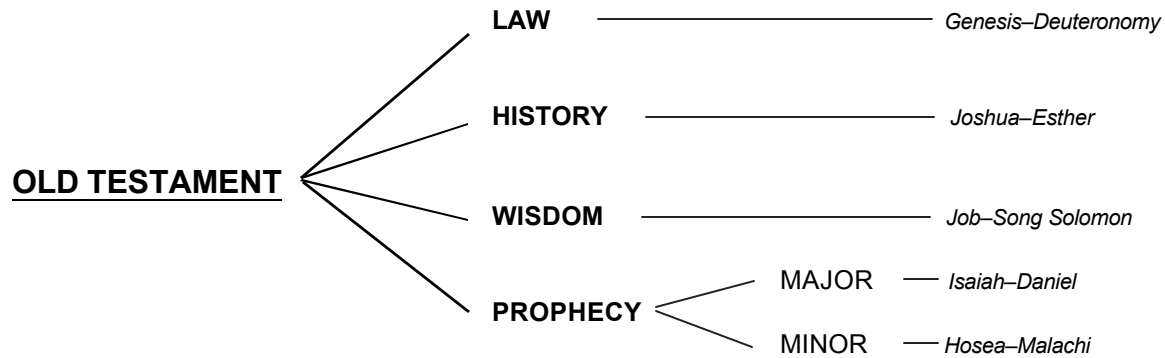 LAW Genesis–Deuteronomy
HISTORY Joshua–Esther
OLD TESTAMENT
WISDOM Job–Song Solomon
MAJOR Isaiah–Daniel
PROPHECY
MINOR Hosea–Malachi